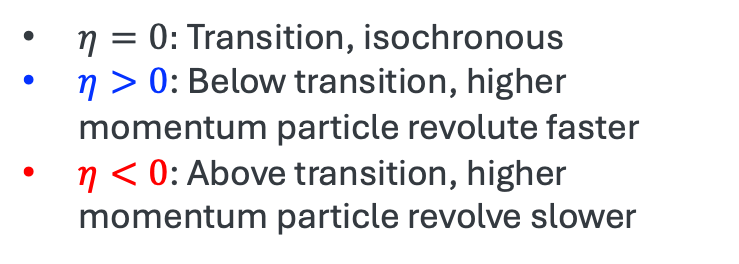 • η = 0: Transition, isochronous
• η > 0: Below transition, higher
momentum particle revolute faster
• η < 0: Above transition, higher
momentum particle revolve slower